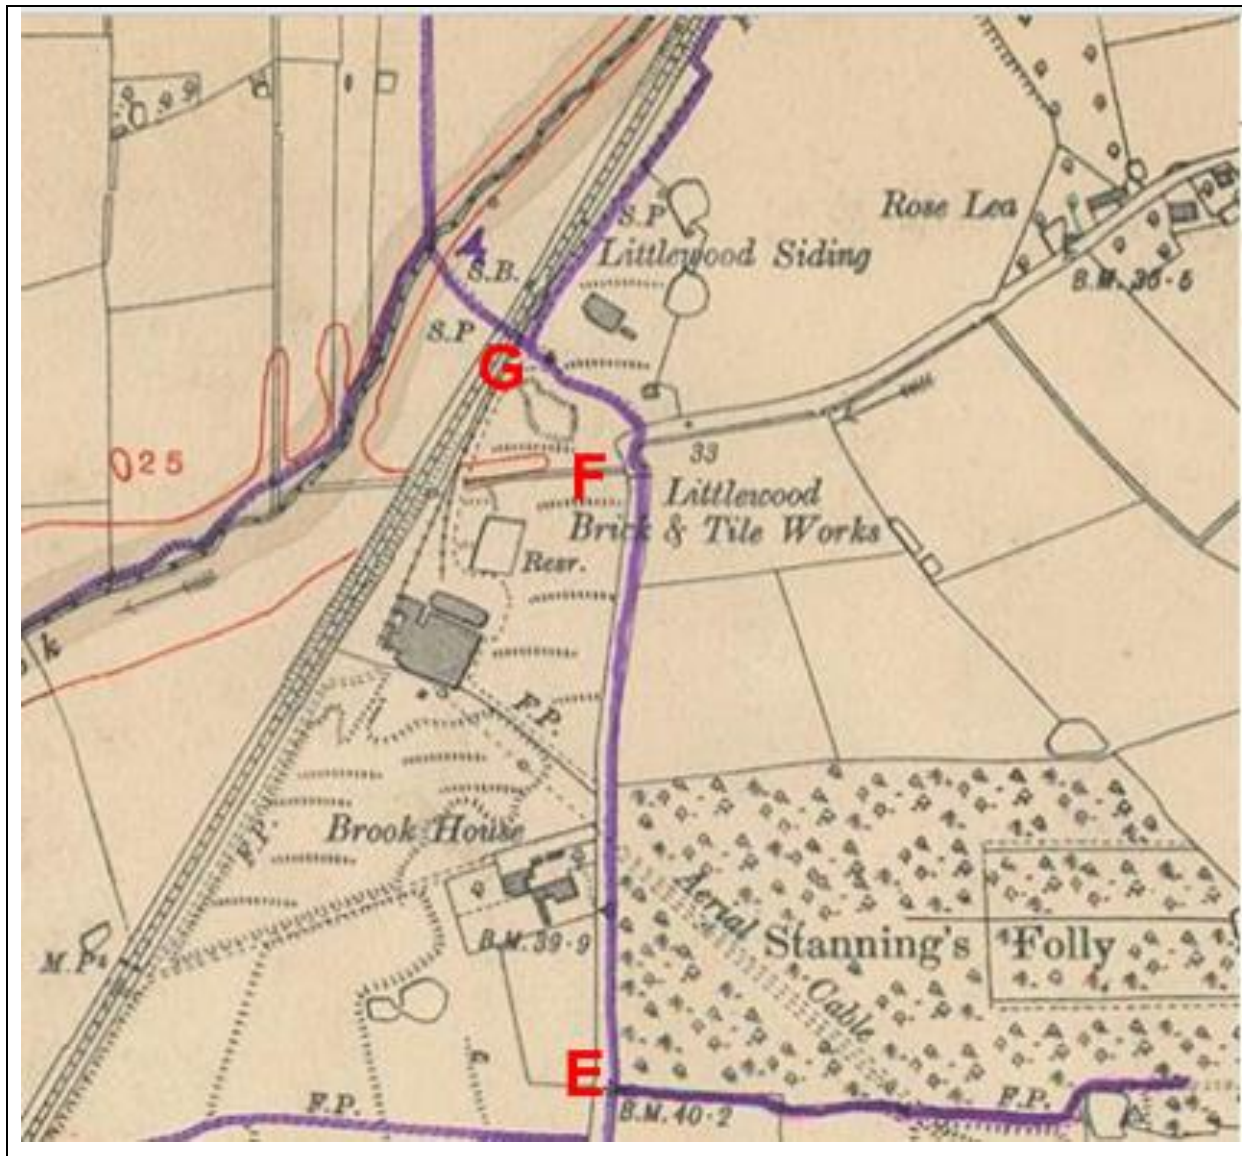 Rose Lea
S.P
Littlewood Siding
A
S.B.
B.M. 36·5
S.P
G
33
25
F
Littlewood
Brick & Tile Works
Resr.
k
F.P.
Brook House
F.P.
Aerial
Cable
Stanning's Folly
B.M. 39·9
M.P.
E
F.P.
F.P.
B.M. 40·2